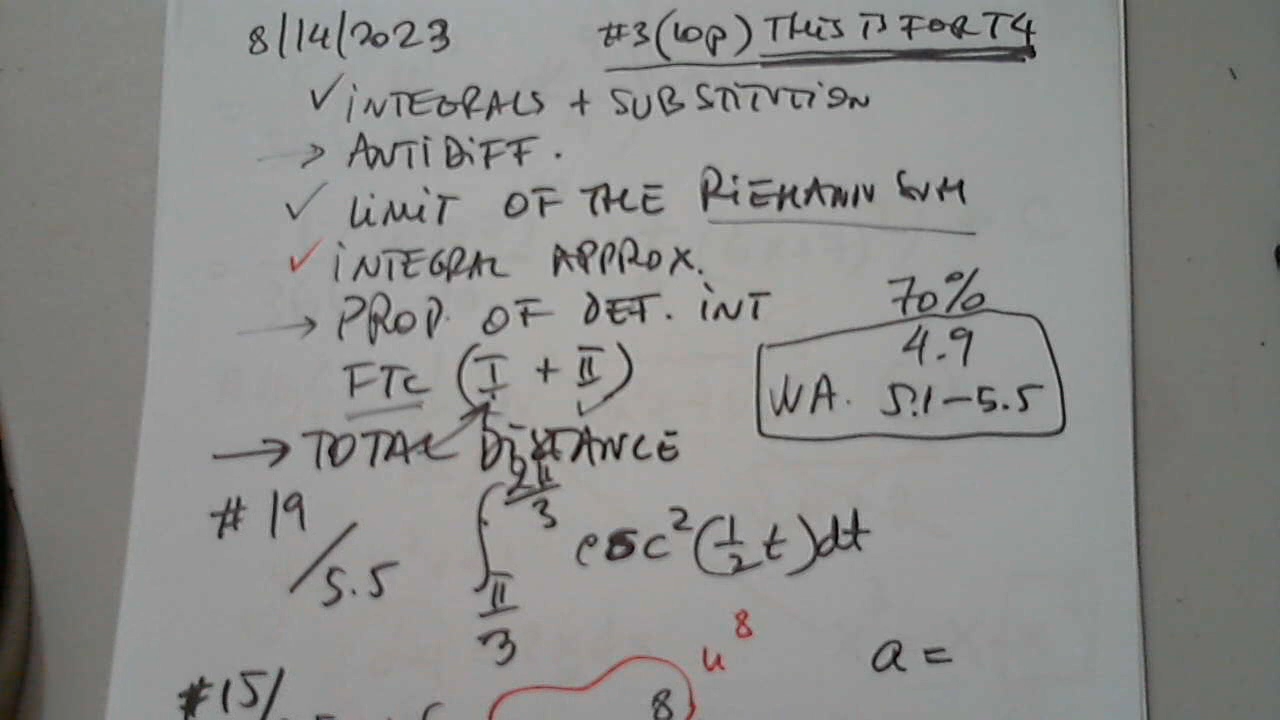 8/14/2023 #3 (top) THIS IS FOR T4
✓ INTEGRALS + SUBSTITUTION
→ ANTIDIFF.
✓ LIMIT OF THE RIEMANN SUM
✓ INTEGRAL APPROX.
→ PROP. OF DEF. INT
70%
FTC (I + II)
4.9
WA. 5.1-5.5
→ TOTAL DISTANCE
#19/5.5 ∫_{π/3}^{2π/3} csc²(1/2 t)dt
u⁸
a =
#15/
8